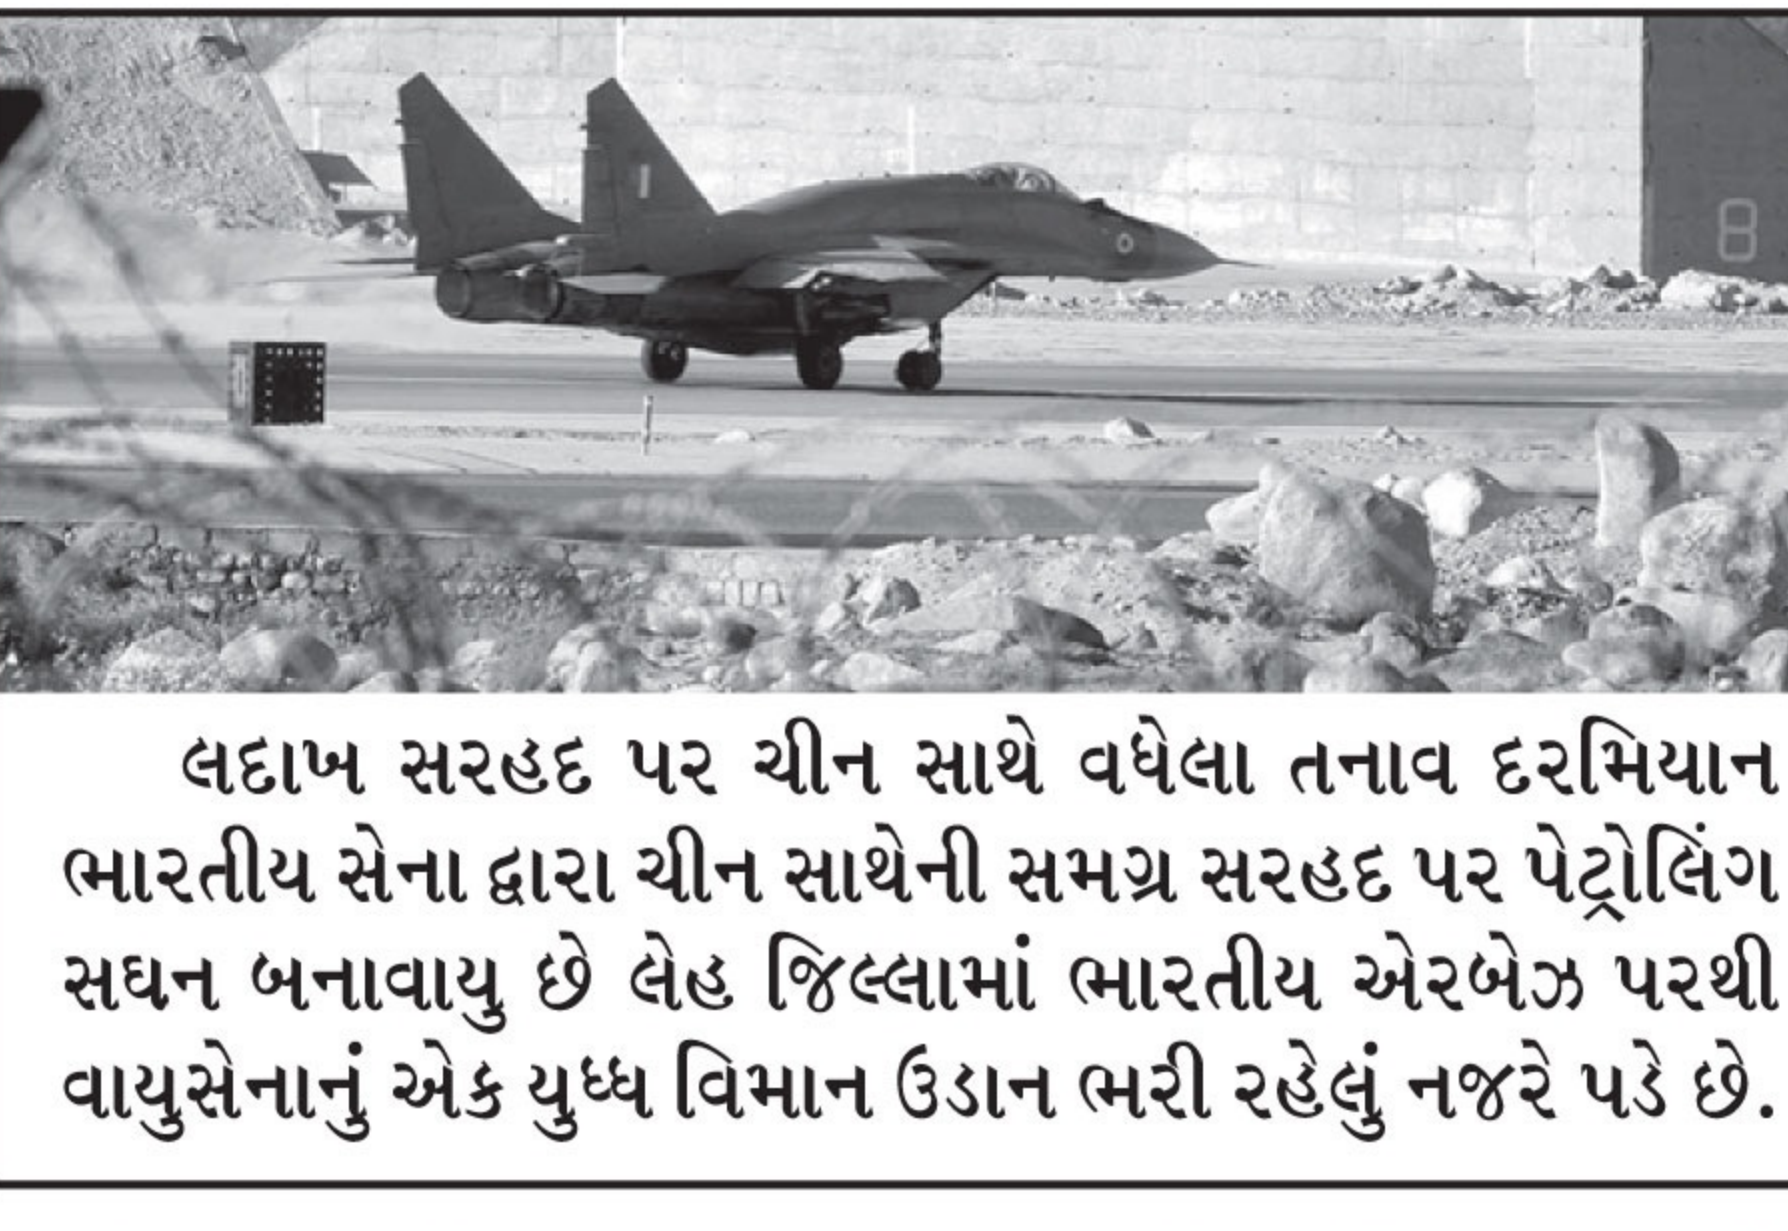 8
લદાખ સરહદ પર ચીન સાથે વધેલા તનાવ દરમિયાન
ભારતીય સેના દ્વારા ચીન સાથેની સમગ્ર સરહદ પર પેટ્રોલિંગ
સઘન બનાવાયુ છે લેહ જિલ્લામાં ભારતીય એરબેઝ પરથી
વાયુસેનાનું એક યુધ્ધ વિમાન ઉડાન ભરી રહેલું નજરે પડે છે.